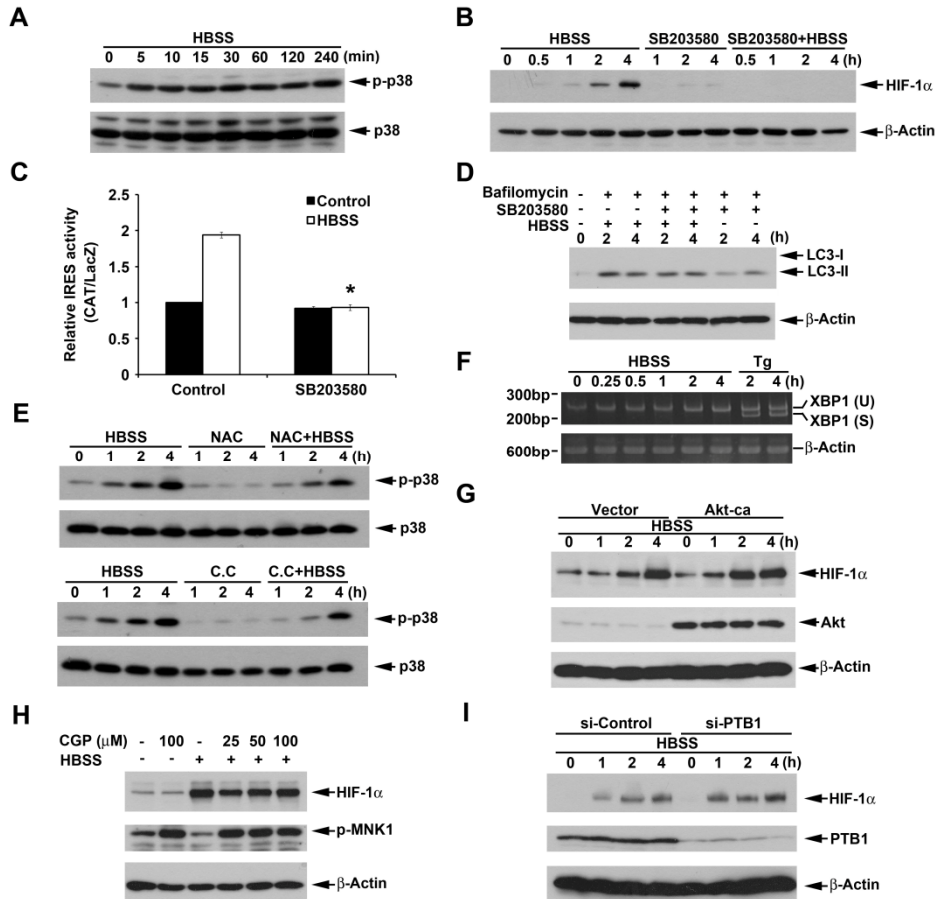 A
HBSS
0 5 10 15 30 60 120 240 (min)
p-p38
p38
B
HBSS SB203580 SB203580+HBSS
0 0.5 1 2 4 1 2 4 0.5 1 2 4 (h)
HIF-1α
β-Actin
C
Relative IRES activity
(CAT/LacZ)
2.5
2
1.5
1
0.5
0
Control
HBSS
*
Control SB203580
D
Bafilomycin - + + + + + +
SB203580 - - - + + + +
HBSS - + + + + - -
0 2 4 2 4 2 4 (h)
LC3-I
LC3-II
β-Actin
E
HBSS NAC NAC+HBSS
0 1 2 4 1 2 4 1 2 4 (h)
p-p38
p38
HBSS C.C C.C+HBSS
0 1 2 4 1 2 4 1 2 4 (h)
p-p38
p38
F
HBSS Tg
0 0.25 0.5 1 2 4 2 4 (h)
300bp
200bp
XBP1 (U)
XBP1 (S)
600bp
β-Actin
G
Vector Akt-ca
HBSS
0 1 2 4 0 1 2 4 (h)
HIF-1α
Akt
β-Actin
H
CGP (μM) - 100 - 25 50 100
HBSS - - + + + +
HIF-1α
p-MNK1
β-Actin
I
si-Control si-PTB1
HBSS
0 1 2 4 0 1 2 4 (h)
HIF-1α
PTB1
β-Actin